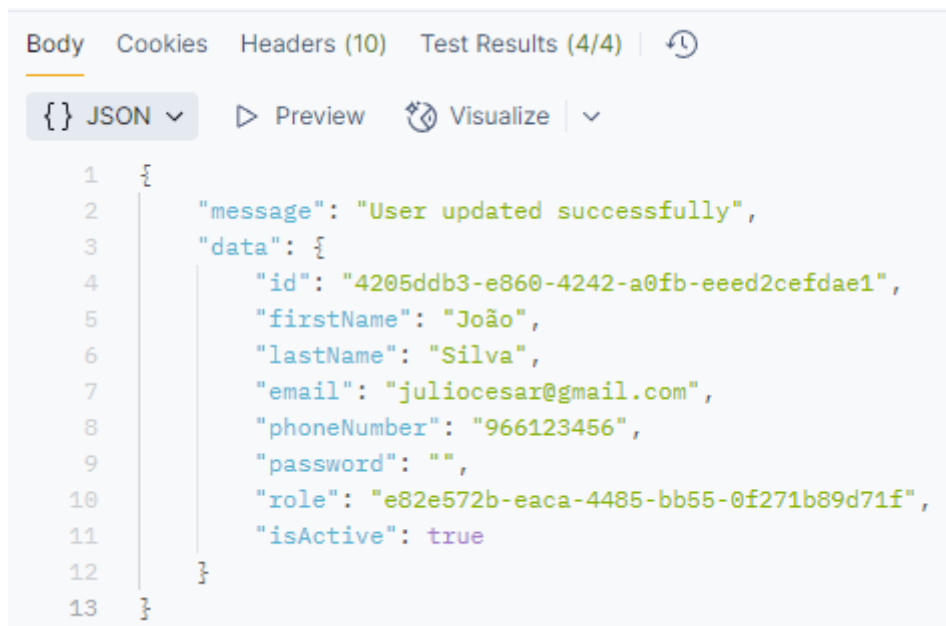 Body Cookies Headers (10) Test Results (4/4)
{} JSON Preview Visualize
1 {
2 "message": "User updated successfully",
3 "data": {
4 "id": "4205ddb3-e860-4242-a0fb-eeed2cefdae1",
5 "firstName": "João",
6 "lastName": "Silva",
7 "email": "juliocesar@gmail.com",
8 "phoneNumber": "966123456",
9 "password": "",
10 "role": "e82e572b-eaca-4485-bb55-0f271b89d71f",
11 "isActive": true
12 }
13 }